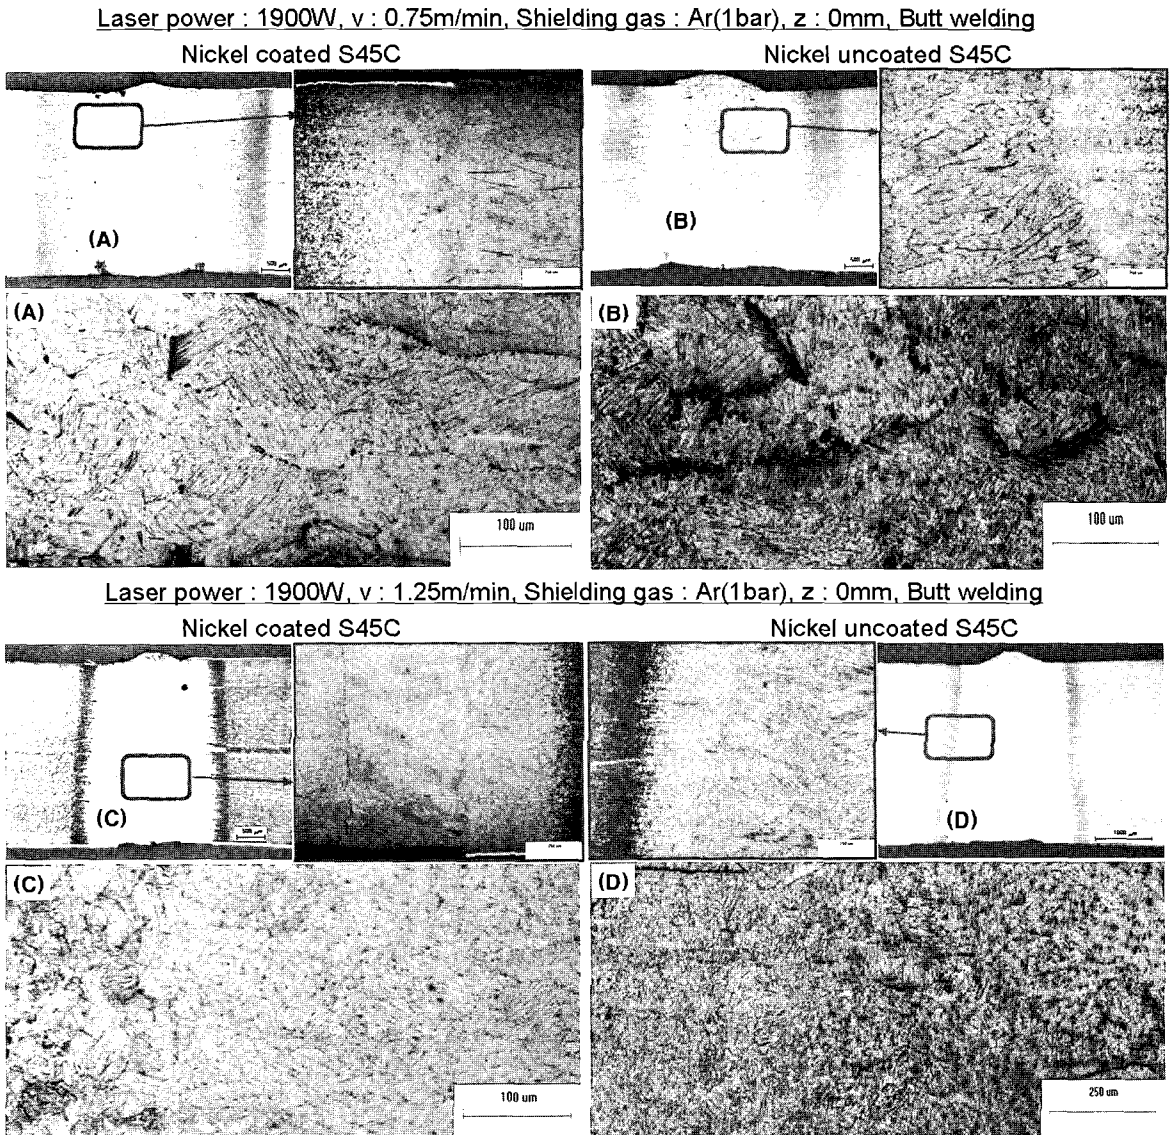 Laser power : 1900W, v : 0.75m/min, Shielding gas : Ar(1bar), z : 0mm, Butt welding
Nickel coated S45C
Nickel uncoated S45C
(A)
(B)
(A)
(B)
100 um
100 um
Laser power : 1900W, v : 1.25m/min, Shielding gas : Ar(1bar), z : 0mm, Butt welding
Nickel coated S45C
Nickel uncoated S45C
(C)
(D)
(C)
(D)
100 um
250 um